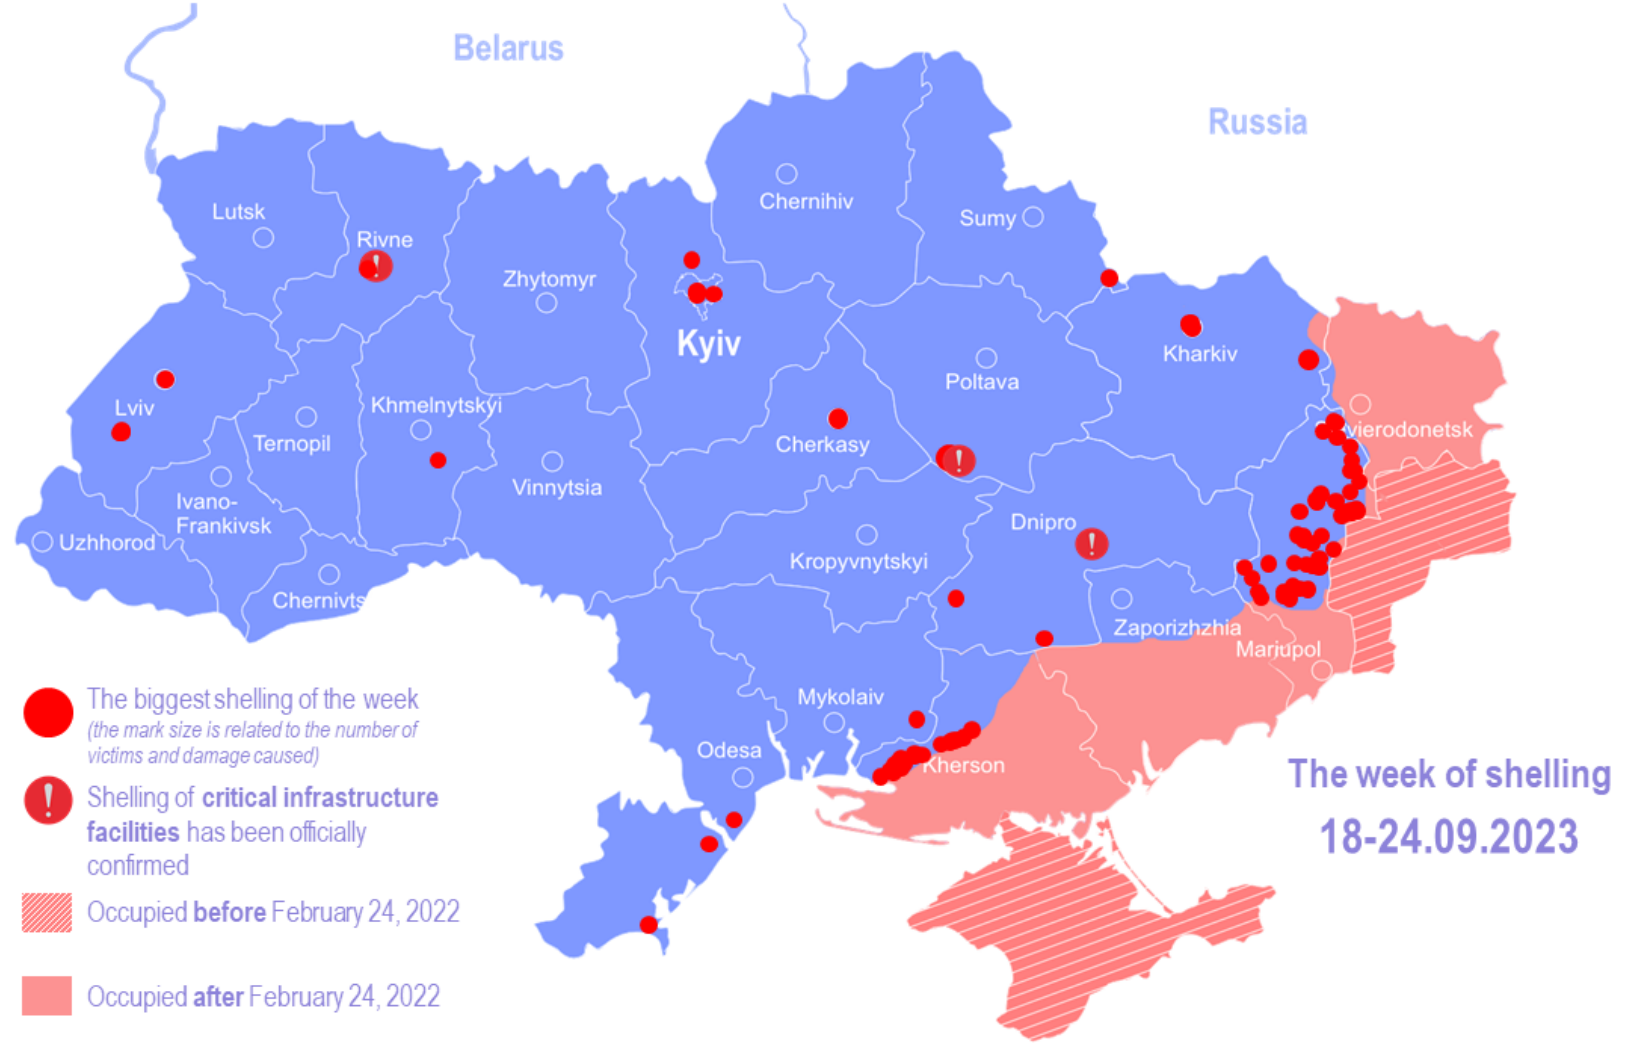 Belarus
Russia
Chernihiv
Lutsk
Sumy
Rivne
Zhytomyr
Kyiv
Kharkiv
Poltava
Lviv
Khmelnytskyi
vierodonetsk
Ternopil
Cherkasy
Vinnytsia
Ivano-
Frankivsk
Dnipro
Uzhhorod
Kropyvnytskyi
Chernivts
Zaporizhzhia
Mariupol
Mykolaiv
Odesa
Kherson
The biggest shelling of the week
(the mark size is related to the number of
victims and damage caused)
!
Shelling of critical infrastructure
facilities has been officially
confirmed
Occupied before February 24, 2022
Occupied after February 24, 2022
The week of shelling
18-24.09.2023